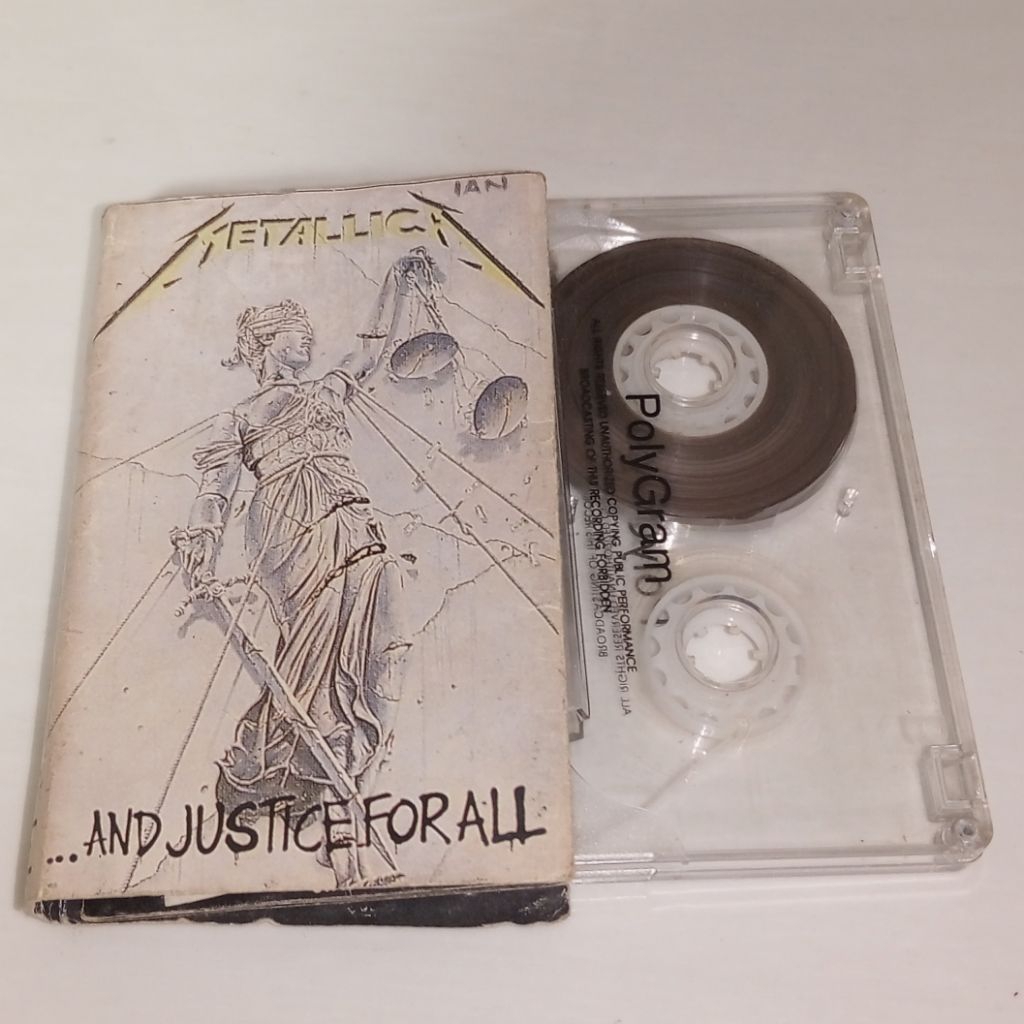 IAN
METALLICA
...AND JUSTICE FOR ALL
PolyGram
ALL RIGHTS RESERVED UNAUTHORIZED COPYING PUBLIC PERFORMANCE
BROADCASTING OF THIS RECORDING FORBIDDEN